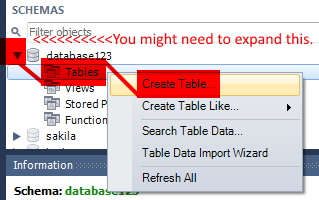 SCHEMAS
Filter objects
<<<<<<<<<<You might need to expand this.
database123
Tables
Create Table...
Views
Create Table Like...
Stored P
Function
Search Table Data...
sakila
Table Data Import Wizard
Information
Refresh All
Schema: database123